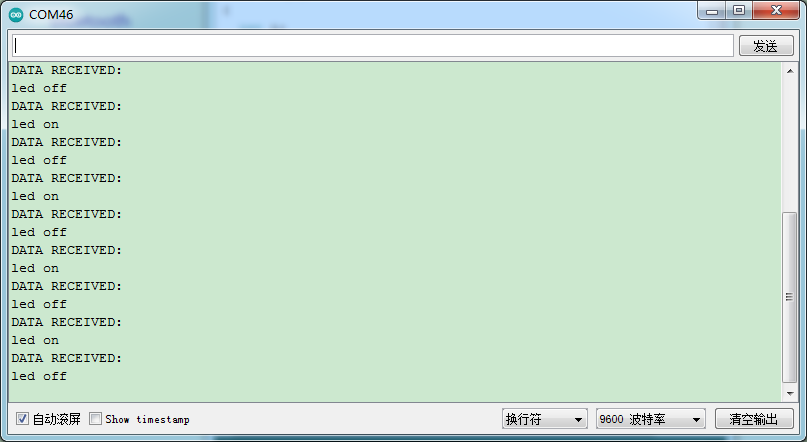 COM46
发送
DATA RECEIVED:
led off
DATA RECEIVED:
led on
DATA RECEIVED:
led off
DATA RECEIVED:
led on
DATA RECEIVED:
led off
DATA RECEIVED:
led on
DATA RECEIVED:
led off
DATA RECEIVED:
led on
DATA RECEIVED:
led off
自动滚屏 Show timestamp 换行符 9600 波特率 清空输出